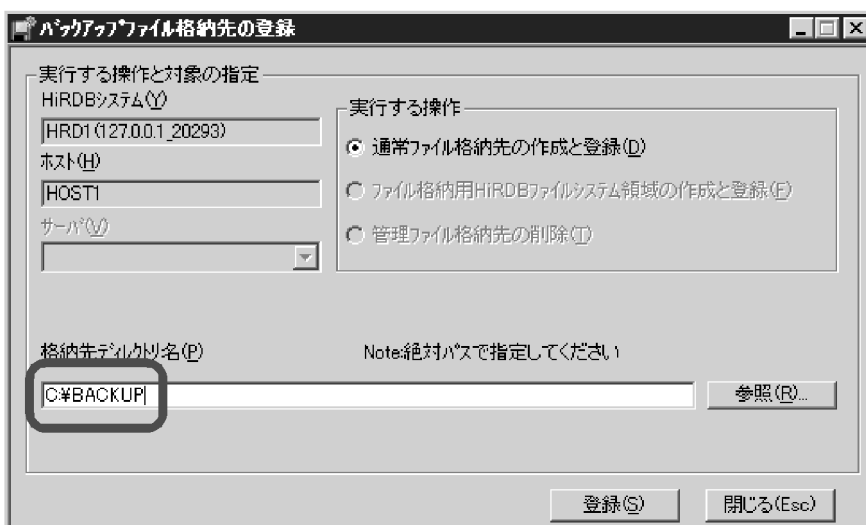 バックアップファイル格納先の登録
実行する操作と対象の指定
HiRDBシステム(Y)
HRD1(127.0.0.1_20293)
ホスト(H)
HOST1
サーバ(V)
実行する操作
通常ファイル格納先の作成と登録(D)
ファイル格納用HiRDBファイルシステム領域の作成と登録(F)
管理ファイル格納先の削除(T)
格納先ディレクトリ名(P)
Note:絶対パスで指定してください
C:¥BACKUP
参照(R)...
登録(S)
閉じる(Esc)